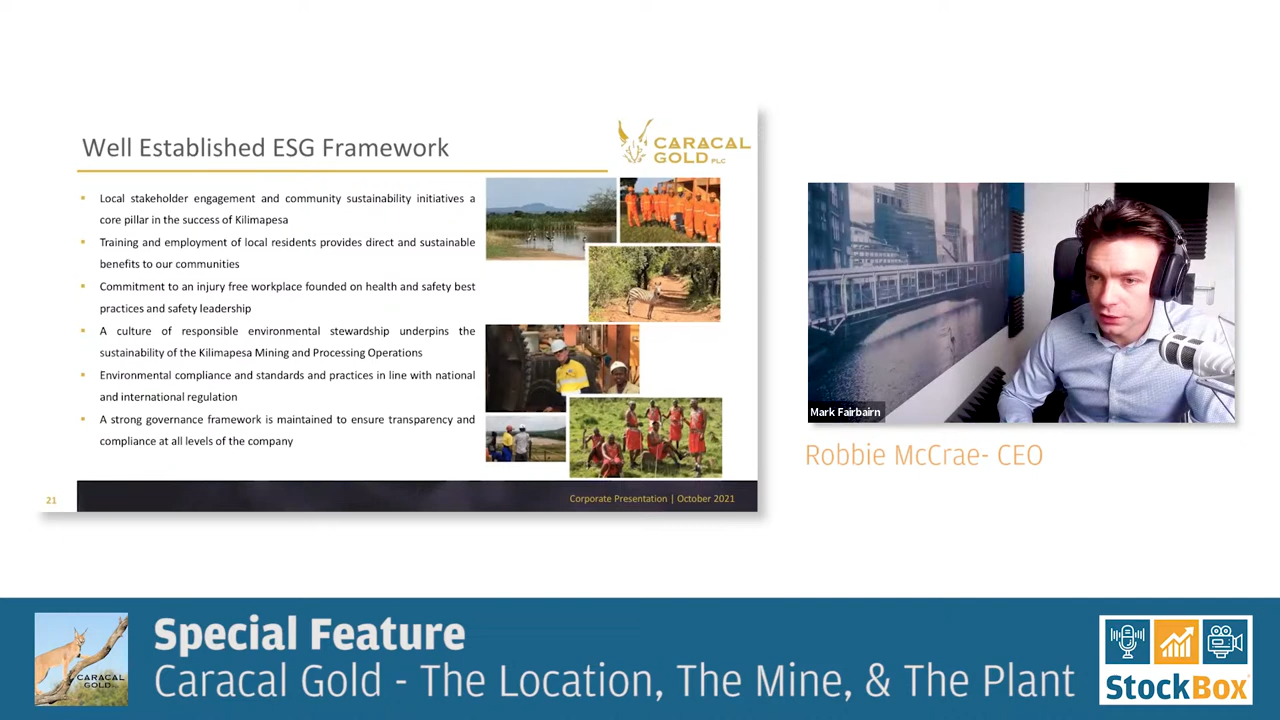 Well Established ESG Framework
CARACAL
GOLD PLC
▪ Local stakeholder engagement and community sustainability initiatives a
core pillar in the success of Kilimapesa
▪ Training and employment of local residents provides direct and sustainable
benefits to our communities
▪ Commitment to an injury free workplace founded on health and safety best
practices and safety leadership
▪ A culture of responsible environmental stewardship underpins the
sustainability of the Kilimapesa Mining and Processing Operations
▪ Environmental compliance and standards and practices in line with national
and international regulation
▪ A strong governance framework is maintained to ensure transparency and
compliance at all levels of the company
21
Corporate Presentation | October 2021
Mark Fairbairn
Robbie McCrae- CEO
CARACAL
GOLD
Special Feature
Caracal Gold - The Location, The Mine, & The Plant
StockBox